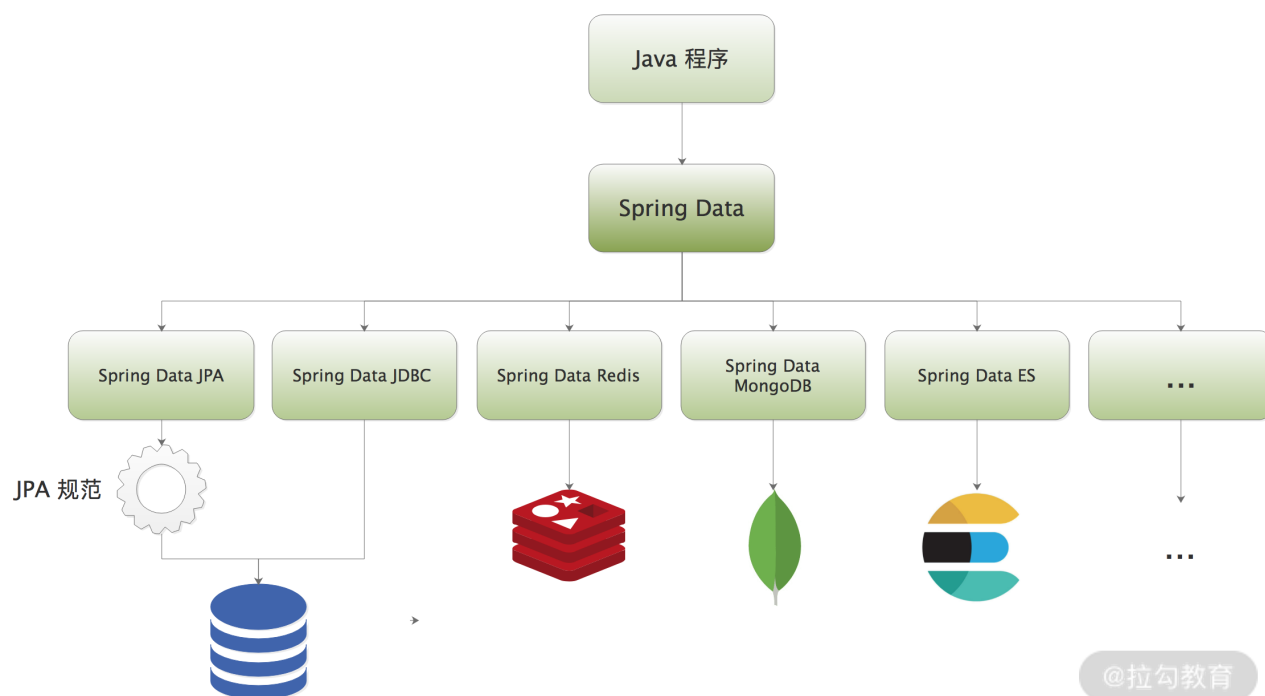 Java 程序
Spring Data
Spring Data JPA
Spring Data JDBC
Spring Data Redis
Spring Data
MongoDB
Spring Data ES
...
JPA 规范
...
@拉勾教育